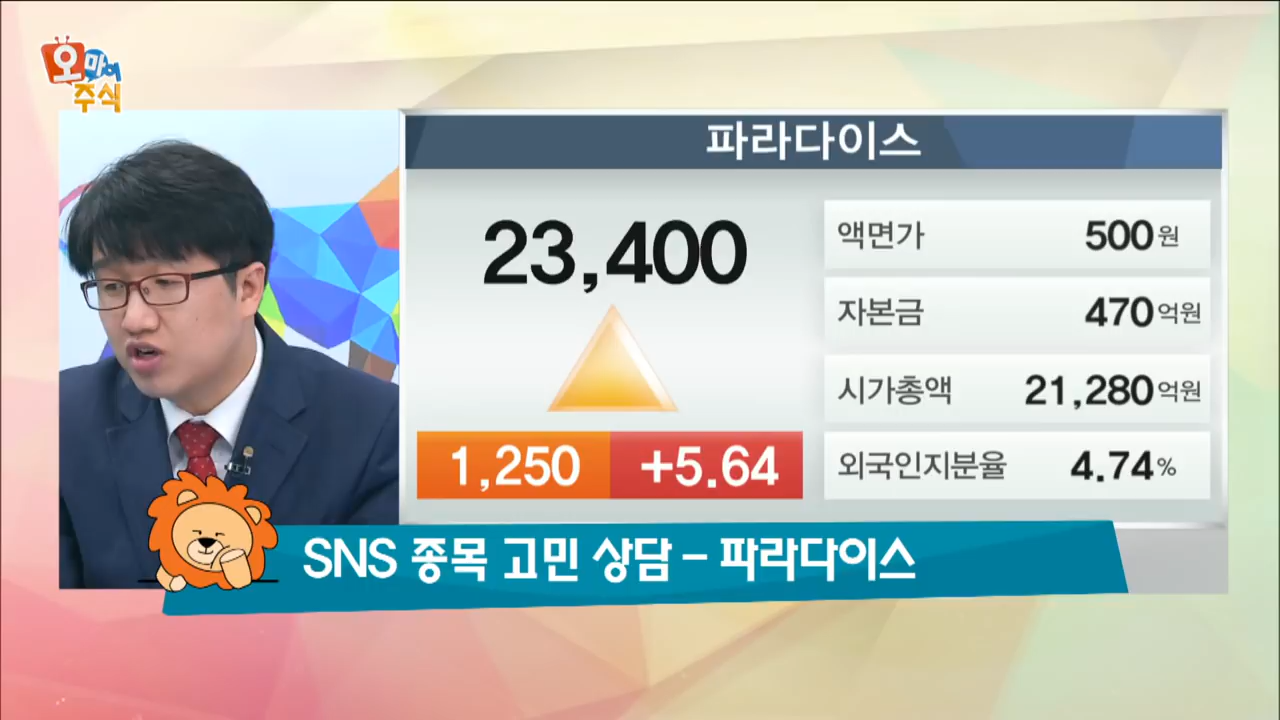 오마이
주식
파라다이스
23,400
1,250 +5.64
액면가 500원
자본금 470억원
시가총액 21,280억원
외국인지분율 4.74%
SNS 종목 고민 상담 – 파라다이스